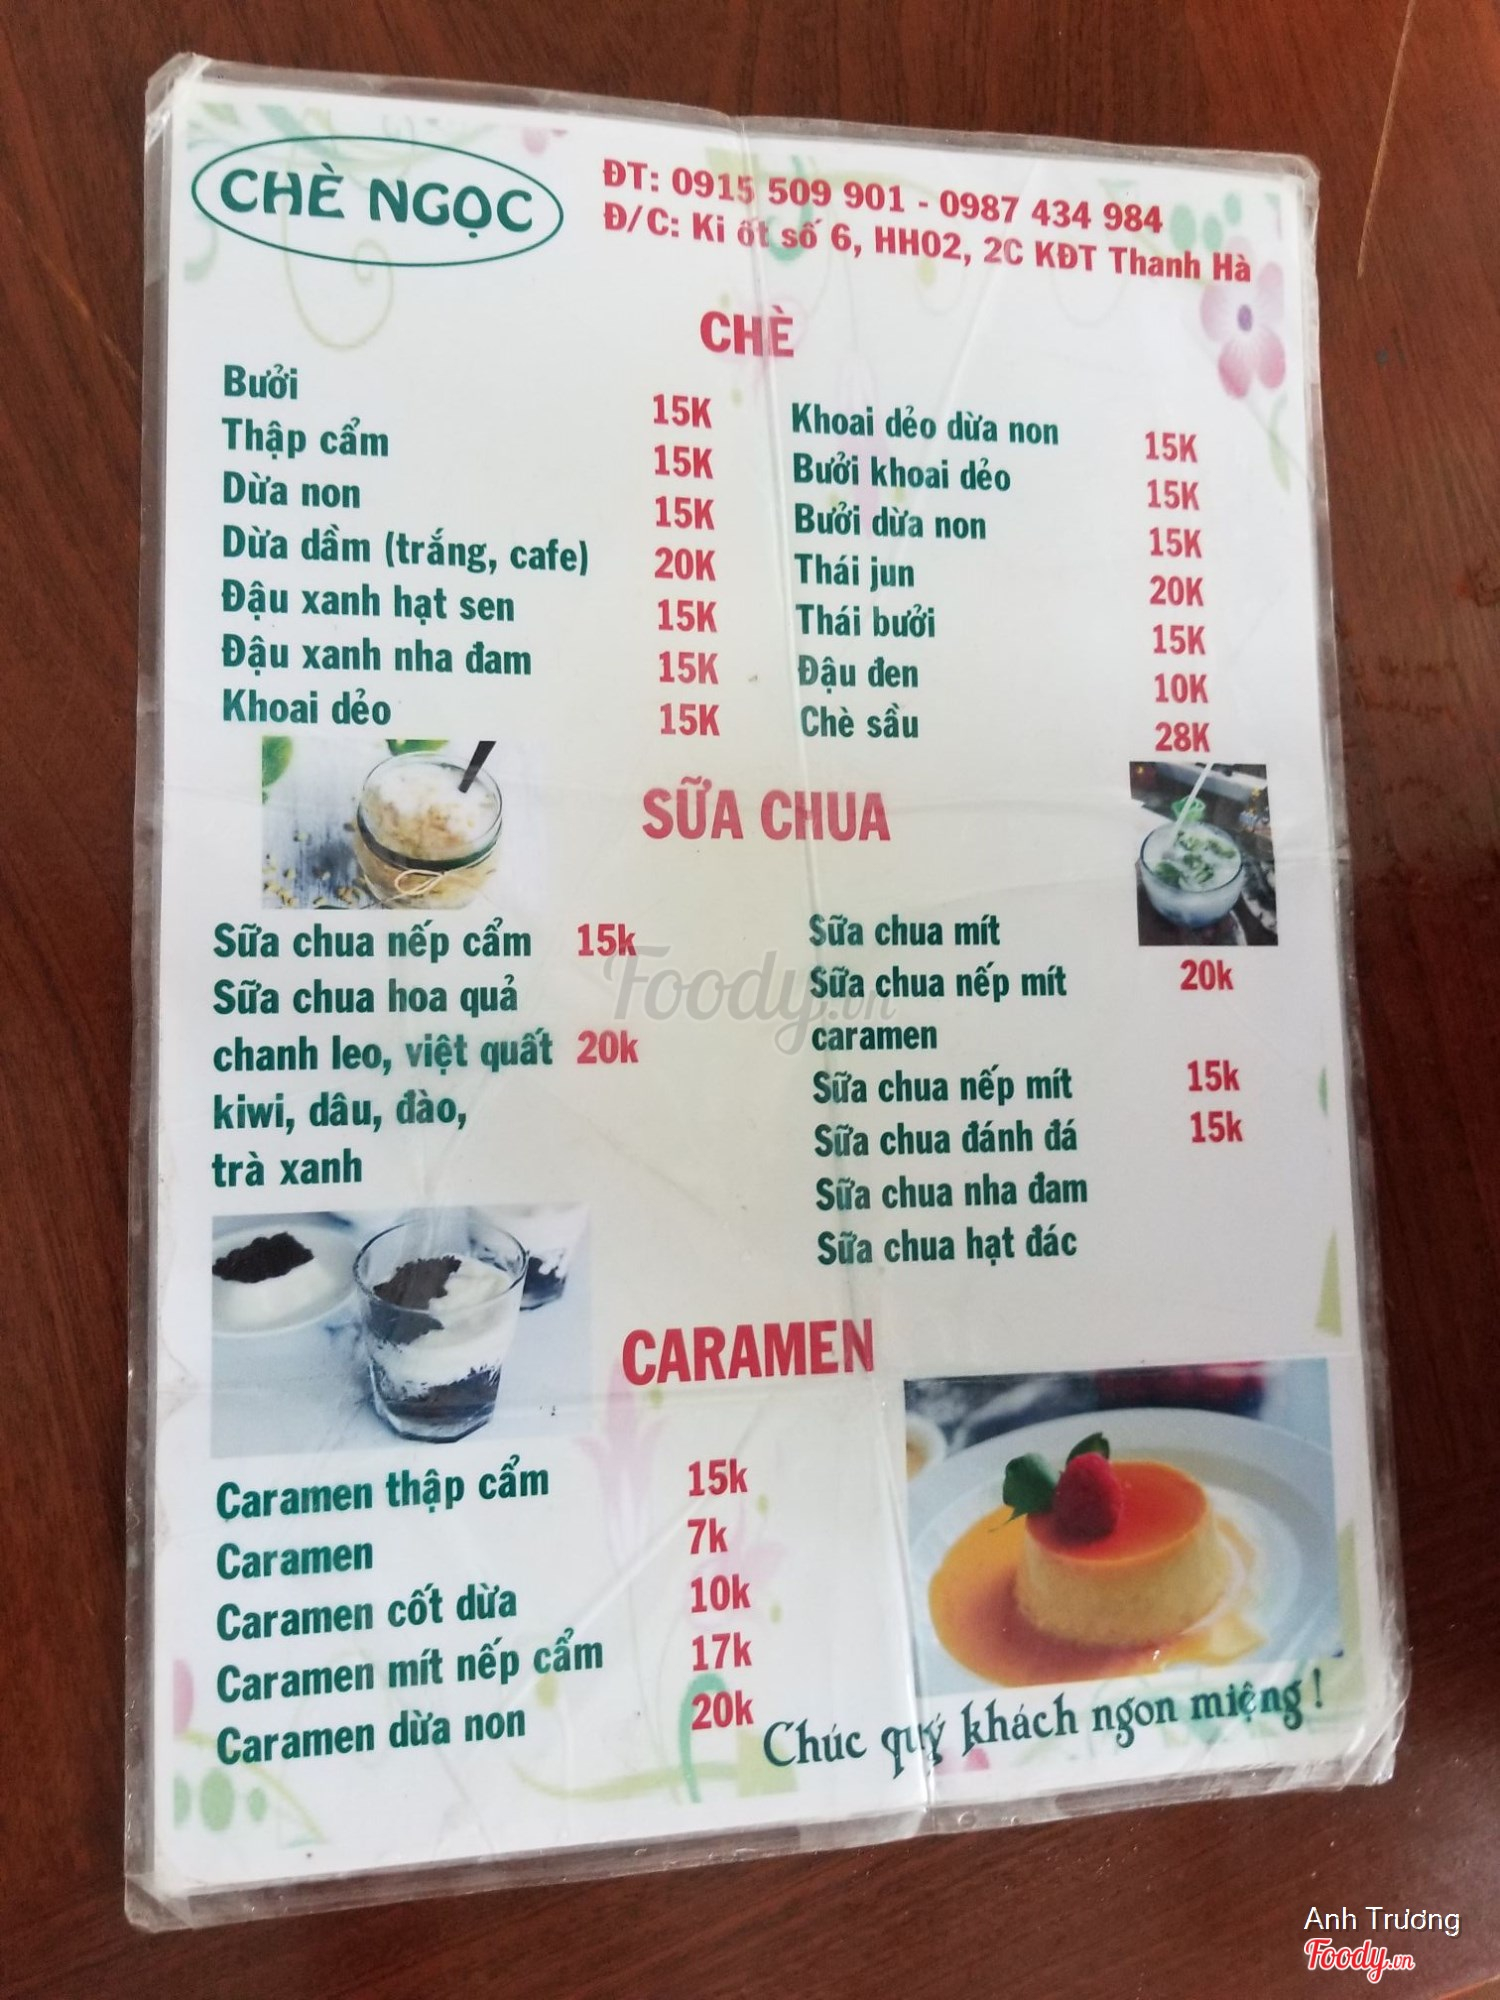 CHÈ NGỌC
ĐT: 0915 509 901 - 0987 434 984
Đ/C: Ki ốt số 6, HH02, 2C KĐT Thanh Hà
CHÈ
Bưởi 15K
Thập cẩm 15K
Dừa non 15K
Dừa dầm (trắng, cafe) 20K
Đậu xanh hạt sen 15K
Đậu xanh nha đam 15K
Khoai dẻo 15K
Khoai dẻo dừa non 15K
Bưởi khoai dẻo 15K
Bưởi dừa non 15K
Thái jun 20K
Thái bưởi 15K
Đậu đen 10K
Chè sầu 28K
SỮA CHUA
Sữa chua nếp cẩm 15k
Sữa chua hoa quả
chanh leo, việt quất 20k
kiwi, dâu, đào,
trà xanh
Sữa chua mít
Sữa chua nếp mít 20k
caramen
Sữa chua nếp mít 15k
Sữa chua đánh đá 15k
Sữa chua nha đam
Sữa chua hạt đác
CARAMEN
Caramen thập cẩm 15k
Caramen 7k
Caramen cốt dừa 10k
Caramen mít nếp cẩm 17k
Caramen dừa non 20k
Chúc quý khách ngon miệng !
Foody.vn
Anh Trương
Foody.vn